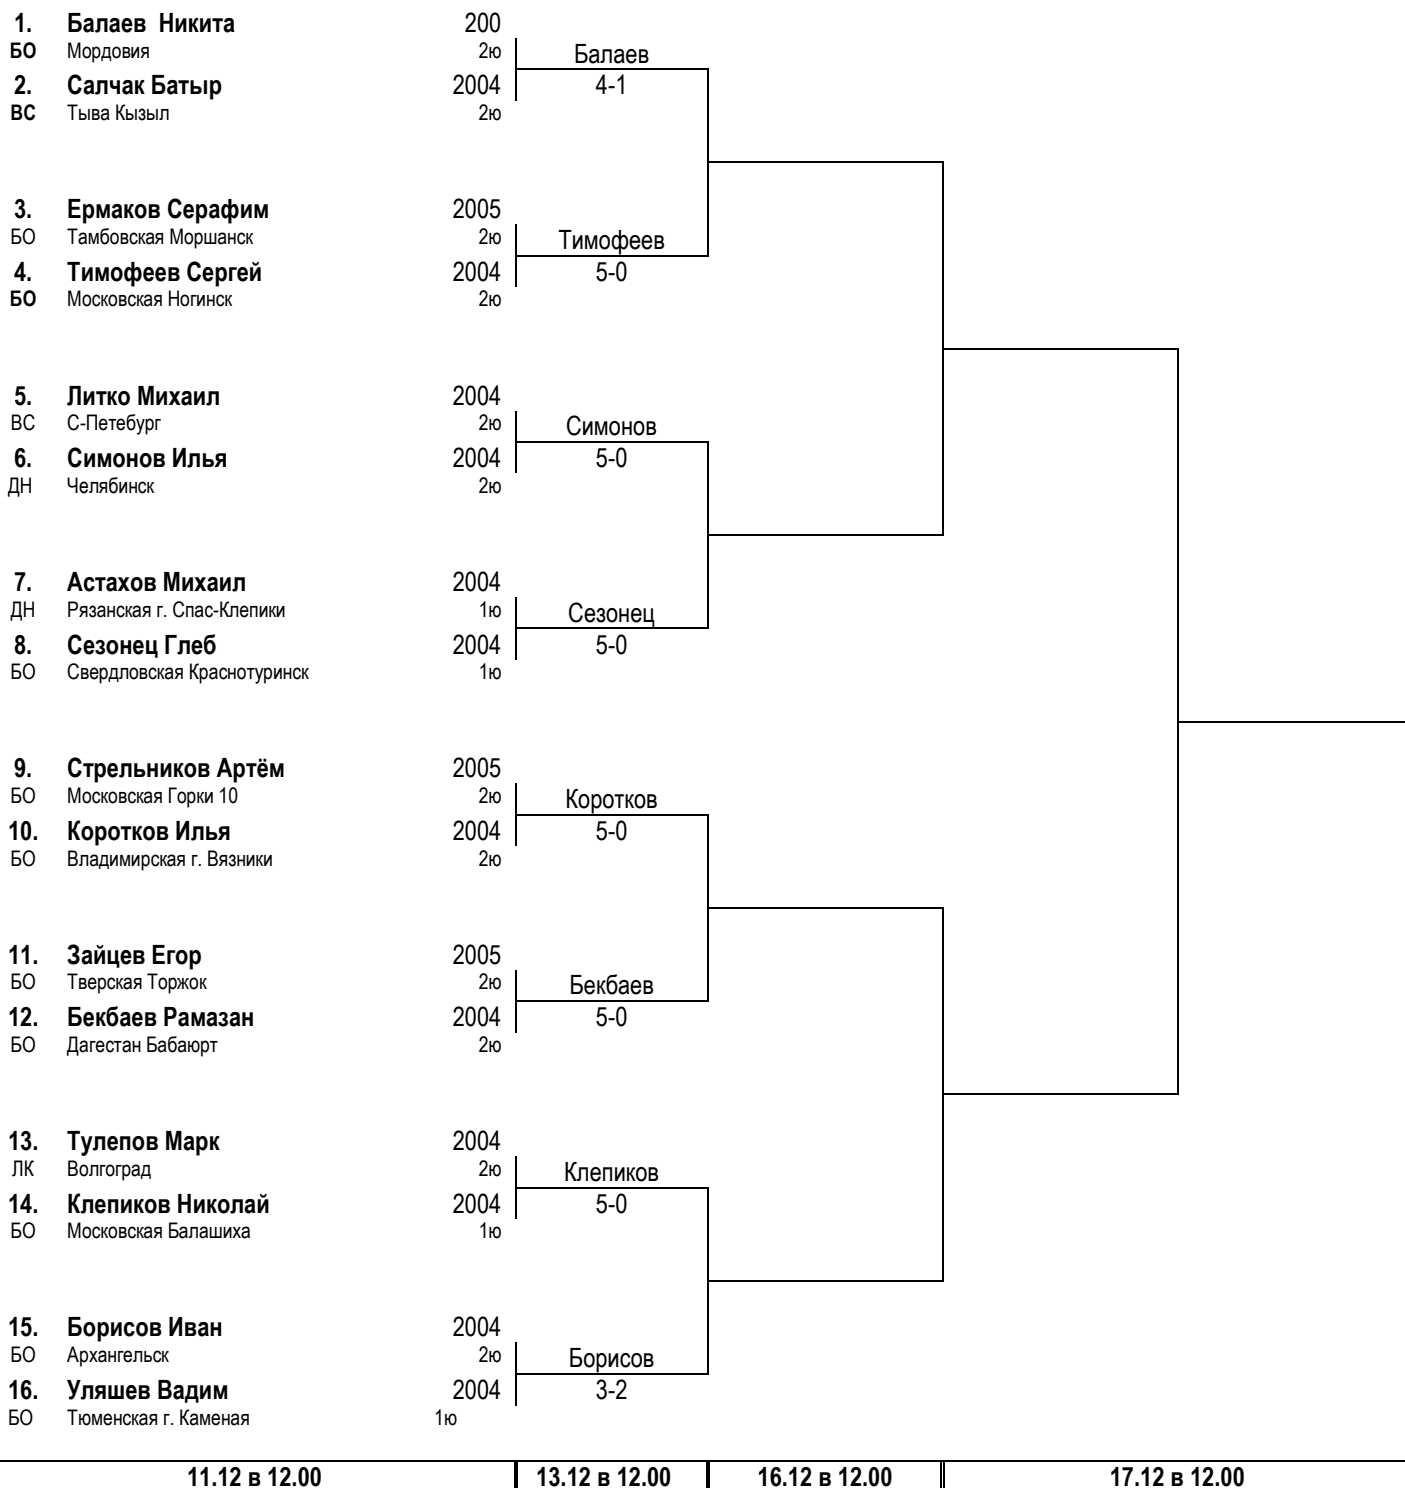 1. Балаев Никита 200
БО Мордовия 2ю
Балаев
2. Салчак Батыр 2004
4-1
ВС Тыва Кызыл 2ю
3. Ермаков Серафим 2005
БО Тамбовская Моршанск 2ю
Тимофеев
4. Тимофеев Сергей 2004
5-0
БО Московская Ногинск 2ю
5. Литко Михаил 2004
ВС С-Петебург 2ю
Симонов
6. Симонов Илья 2004
5-0
ДН Челябинск 2ю
7. Астахов Михаил 2004
ДН Рязанская г. Спас-Клепики 1ю
Сезонец
8. Сезонец Глеб 2004
5-0
БО Свердловская Краснотуринск 1ю
9. Стрельников Артём 2005
БО Московская Горки 10 2ю
Коротков
10. Коротков Илья 2004
5-0
БО Владимирская г. Вязники 2ю
11. Зайцев Егор 2005
БО Тверская Торжок 2ю
Бекбаев
12. Бекбаев Рамазан 2004
5-0
БО Дагестан Бабаюрт 2ю
13. Тулепов Марк 2004
ЛК Волгоград 2ю
Клепиков
14. Клепиков Николай 2004
5-0
БО Московская Балашиха 1ю
15. Борисов Иван 2004
БО Архангельск 2ю
Борисов
16. Уляшев Вадим 2004
3-2
БО Тюменская г. Каменая 1ю
11.12 в 12.00 13.12 в 12.00 16.12 в 12.00 17.12 в 12.00